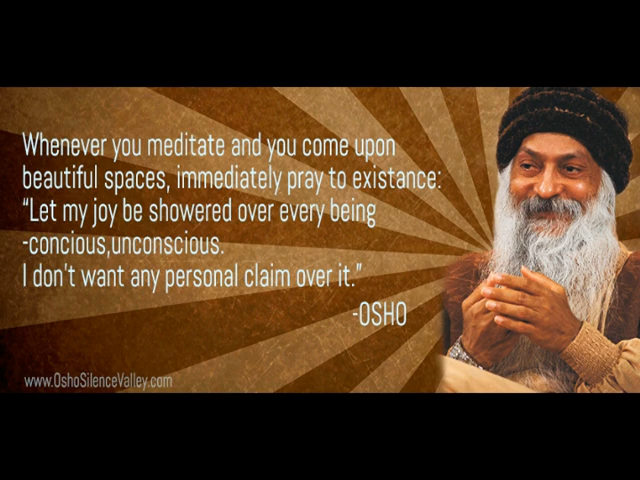 Whenever you meditate and you come upon
beautiful spaces, immediately pray to existance:
“Let my joy be showered over every being
-concious,unconscious.
I don't want any personal claim over it.”
-OSHO
www.OshoSilenceValley.com